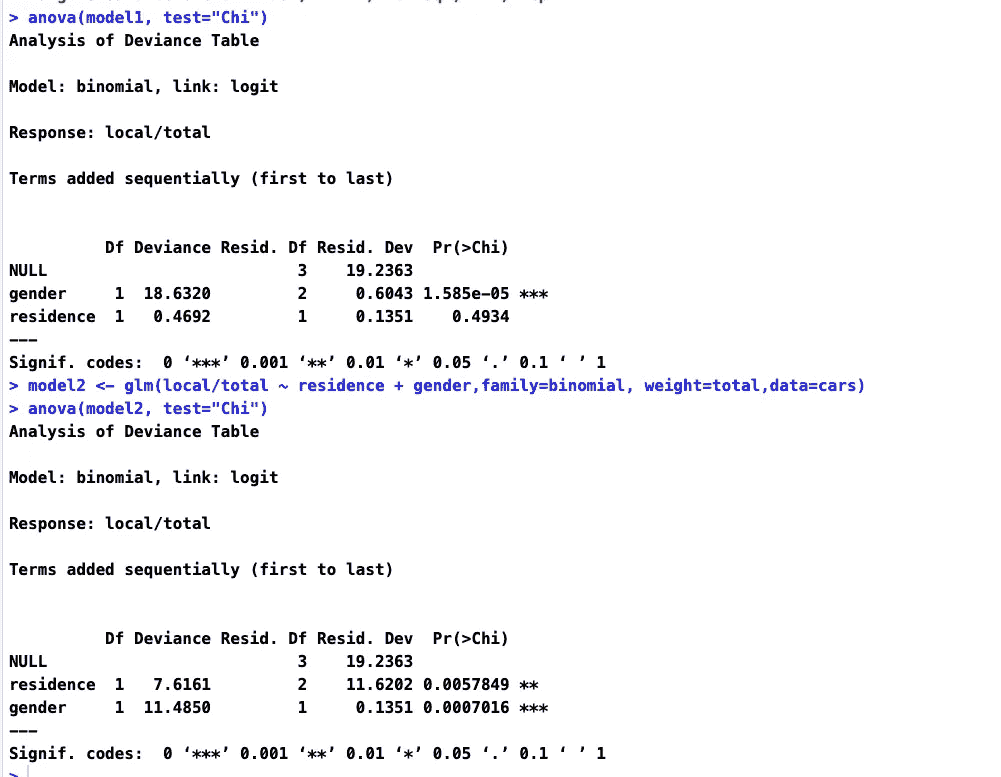 > anova(model1, test="Chi")
Analysis of Deviance Table
Model: binomial, link: logit
Response: local/total
Terms added sequentially (first to last)
Df Deviance Resid. Df Resid. Dev Pr(>Chi)
NULL 3 19.2363
gender 1 18.6320 2 0.6043 1.585e-05 ***
residence 1 0.4692 1 0.1351 0.4934
---
Signif. codes: 0 ‘***’ 0.001 ‘**’ 0.01 ‘*’ 0.05 ‘.’ 0.1 ‘ ’ 1
> model2 <- glm(local/total ~ residence + gender,family=binomial, weight=total,data=cars)
> anova(model2, test="Chi")
Analysis of Deviance Table
Model: binomial, link: logit
Response: local/total
Terms added sequentially (first to last)
Df Deviance Resid. Df Resid. Dev Pr(>Chi)
NULL 3 19.2363
residence 1 7.6161 2 11.6202 0.0057849 **
gender 1 11.4850 1 0.1351 0.0007016 ***
---
Signif. codes: 0 ‘***’ 0.001 ‘**’ 0.01 ‘*’ 0.05 ‘.’ 0.1 ‘ ’ 1
>